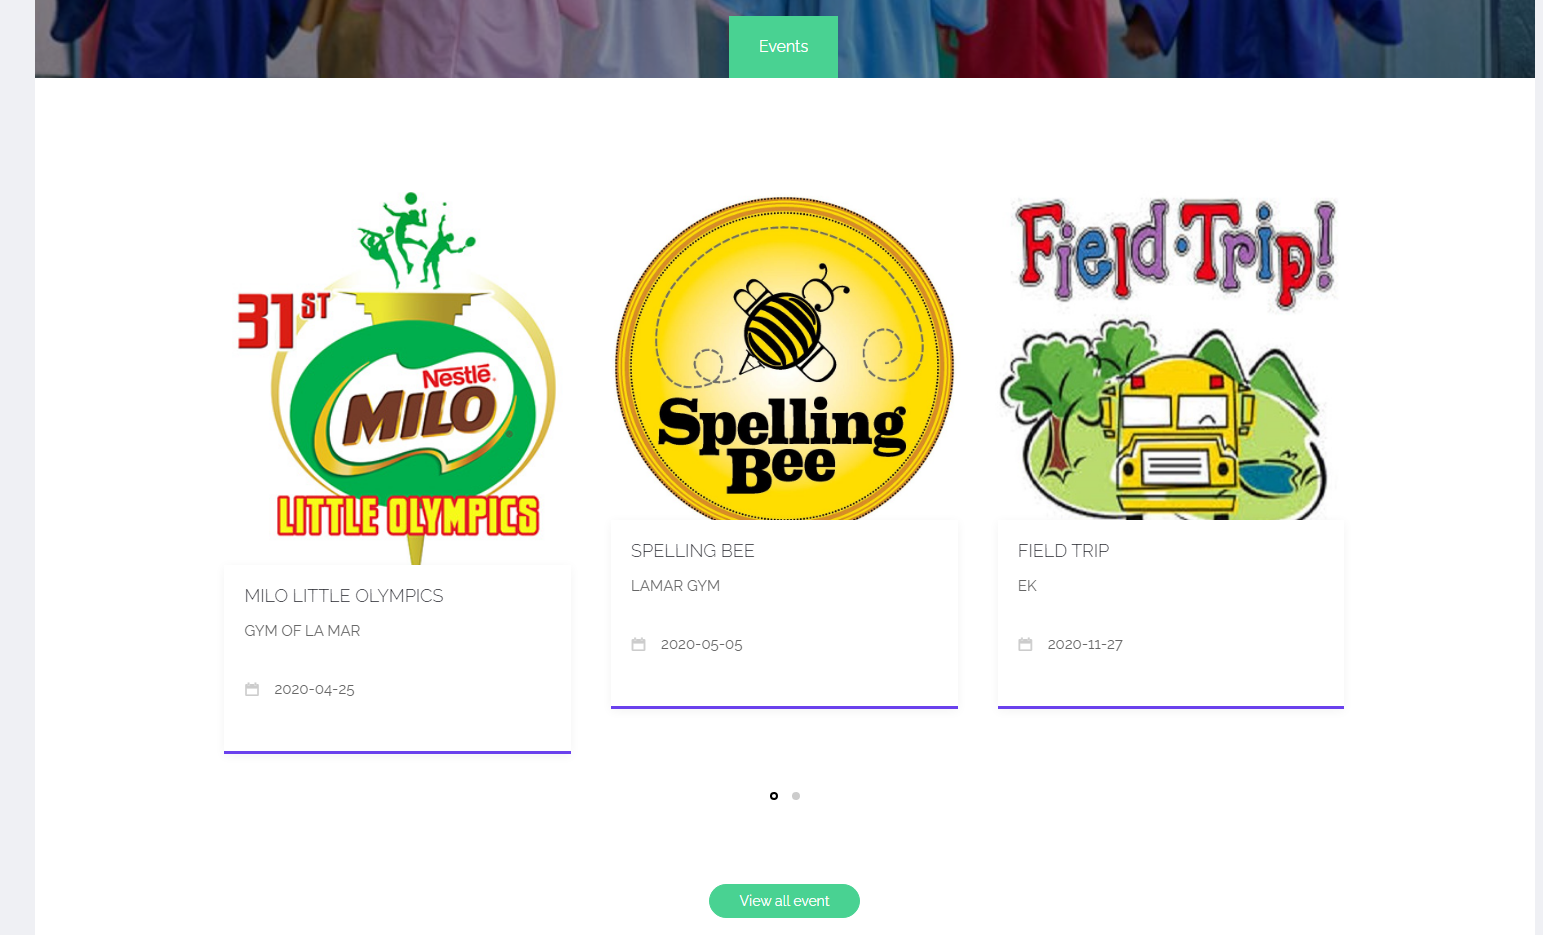 Events
31ST
Nestlé
MILO
LITTLE OLYMPICS
MILO LITTLE OLYMPICS
GYM OF LA MAR
2020-04-25
Spelling
Bee
SPELLING BEE
LAMAR GYM
2020-05-05
Field Trip!
FIELD TRIP
EK
2020-11-27
View all event